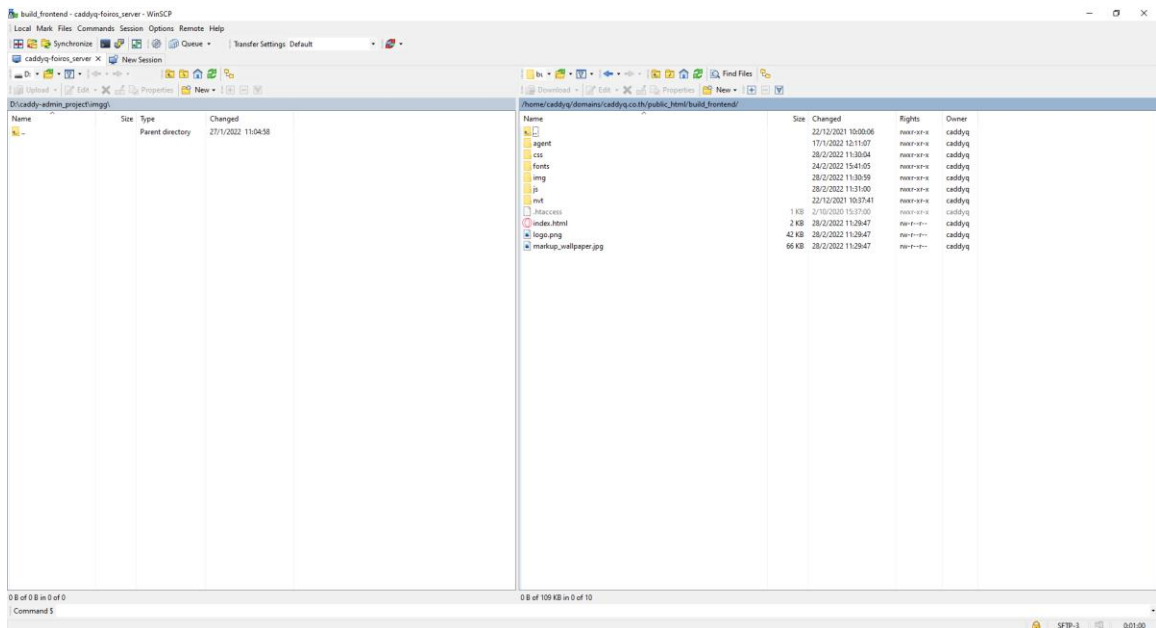 build_frontend - caddyq-foiros_server - WinSCP
Local Mark Files Commands Session Options Remote Help
Synchronize Queue Transfer Settings Default
caddyq-foiros_server × New Session
D: bu Find Files
Upload Edit Properties New Download Edit Properties New
D:\caddy-admin_project\imgg\ /home/caddyq/domains/caddyq.co.th/public_html/build_frontend/
Name Size Type Changed Name Size Changed Rights Owner
.. Parent directory 27/1/2022 11:04:58 .. 22/12/2021 10:00:06 rwxr-xr-x caddyq
agent 17/1/2022 12:11:07 rwxr-xr-x caddyq
css 28/2/2022 11:30:04 rwxr-xr-x caddyq
fonts 24/2/2022 15:41:05 rwxr-xr-x caddyq
img 28/2/2022 11:30:59 rwxr-xr-x caddyq
js 28/2/2022 11:31:00 rwxr-xr-x caddyq
nvt 22/12/2021 10:37:41 rwxr-xr-x caddyq
.htaccess 1 KB 2/10/2020 15:37:00 rwxr-xr-x caddyq
index.html 2 KB 28/2/2022 11:29:47 rw-r--r-- caddyq
logo.png 42 KB 28/2/2022 11:29:47 rw-r--r-- caddyq
markup_wallpaper.jpg 66 KB 28/2/2022 11:29:47 rw-r--r-- caddyq
0 B of 0 B in 0 of 0 0 B of 109 KB in 0 of 10
Command $
SFTP-3 0:01:00